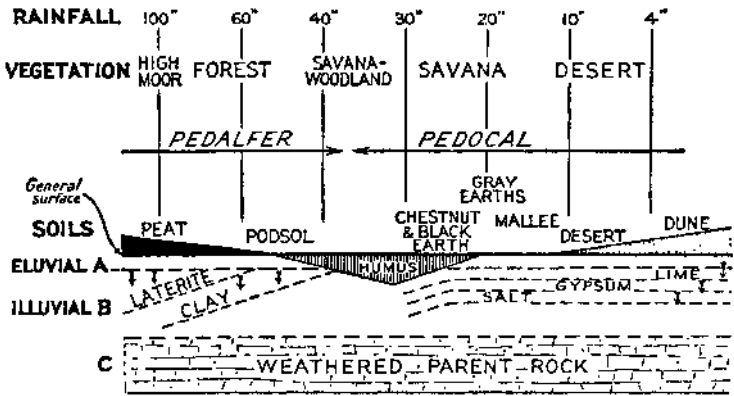 RAINFALL 100" 60" 40" 30" 20" 10" 4"
VEGETATION HIGH MOOR FOREST SAVANA-WOODLAND SAVANA DESERT
PEDALFER PEDOCAL
General surface
GRAY EARTHS
SOILS PEAT PODSOL CHESTNUT & BLACK EARTH MALLEE DESERT DUNE
ELUVIAL A HUMUS LIME
LATERITE GYPSUM
ILLUVIAL B CLAY SALT
C WEATHERED PARENT ROCK